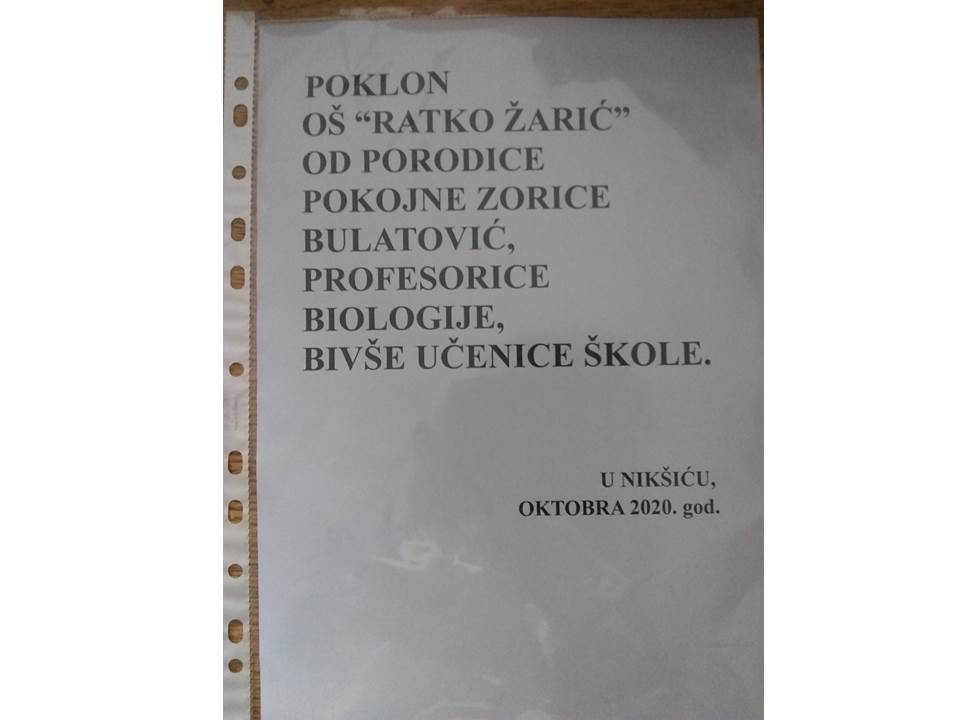 POKLON
OŠ “RATKO ŽARIĆ”
OD PORODICE
POKOJNE ZORICE
BULATOVIĆ,
PROFESORICE
BIOLOGIJE,
BIVŠE UČENICE ŠKOLE.
U NIKŠIĆU,
OKTOBRA 2020. god.